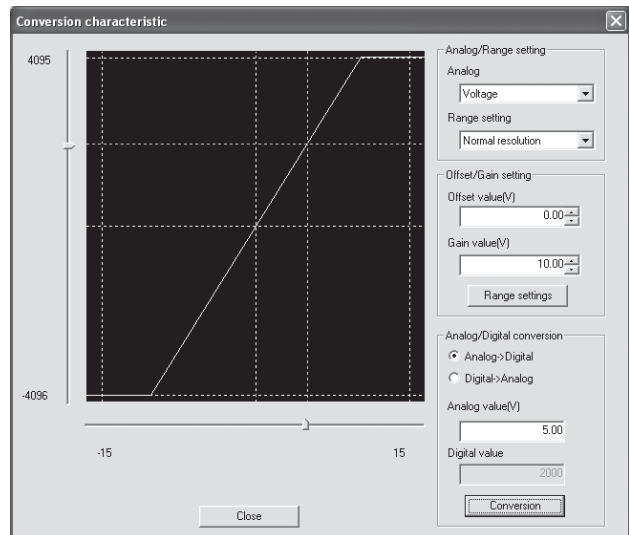 Conversion characteristic
4095
-4096
-15
15
Close
Analog/Range setting
Analog
Voltage
Range setting
Normal resolution
Offset/Gain setting
Offset value(V)
0.00
Gain value(V)
10.00
Range settings
Analog/Digital conversion
Analog->Digital
Digital->Analog
Analog value(V)
5.00
Digital value
2000
Conversion